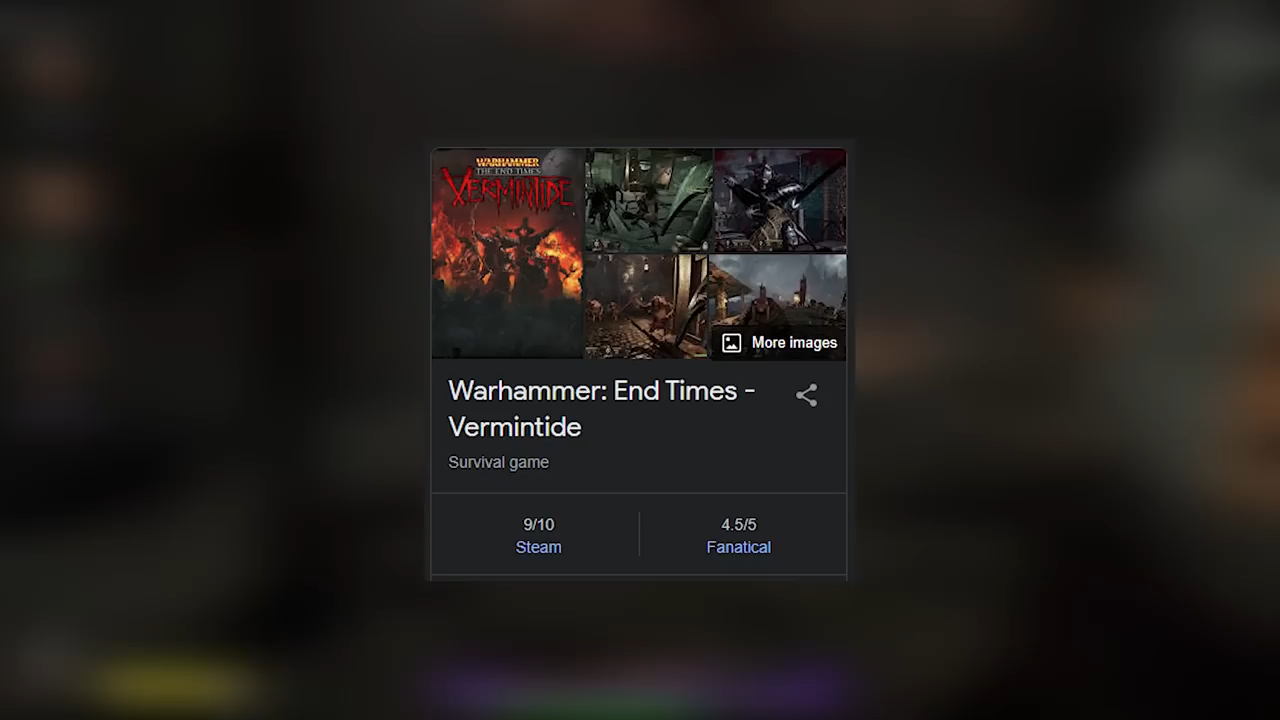 WARHAMMER
THE END TIMES
VERMINTIDE
More images
Warhammer: End Times -
Vermintide
Survival game
9/10
Steam
4.5/5
Fanatical